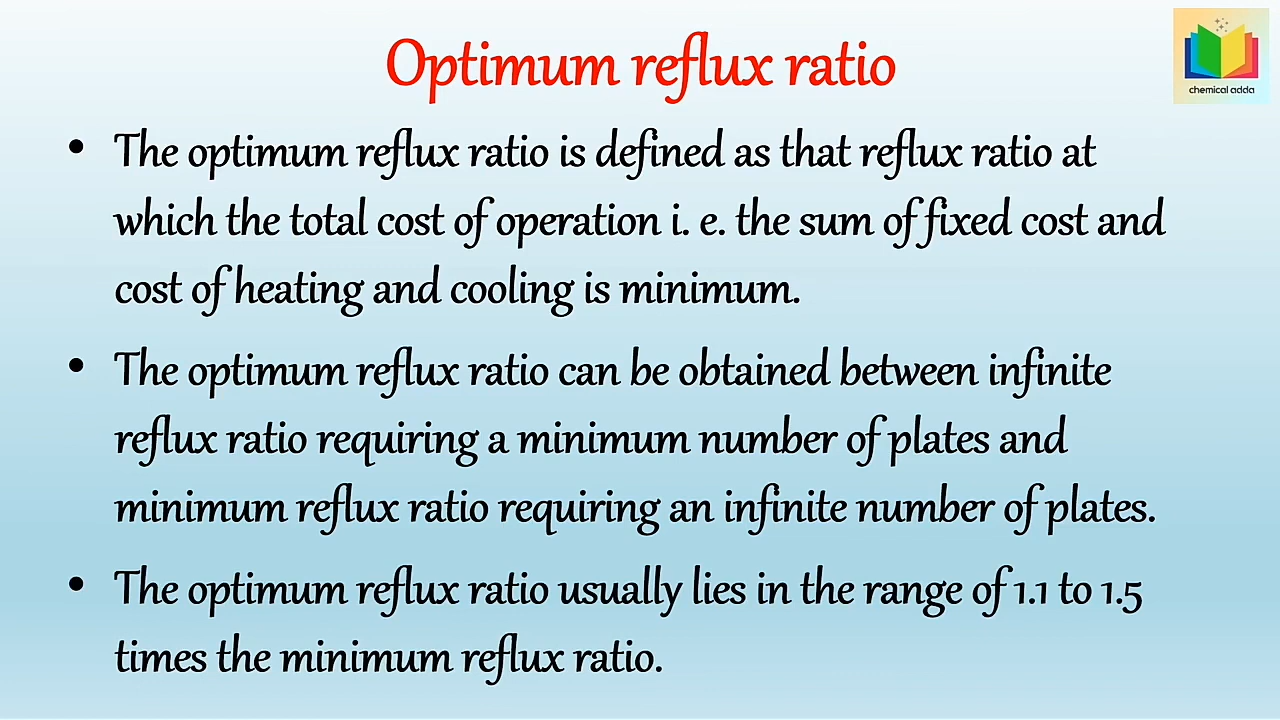 Optimum reflux ratio
chemical adda
• The optimum reflux ratio is defined as that reflux ratio at
which the total cost of operation i. e. the sum of fixed cost and
cost of heating and cooling is minimum.
• The optimum reflux ratio can be obtained between infinite
reflux ratio requiring a minimum number of plates and
minimum reflux ratio requiring an infinite number of plates.
• The optimum reflux ratio usually lies in the range of 1.1 to 1.5
times the minimum reflux ratio.